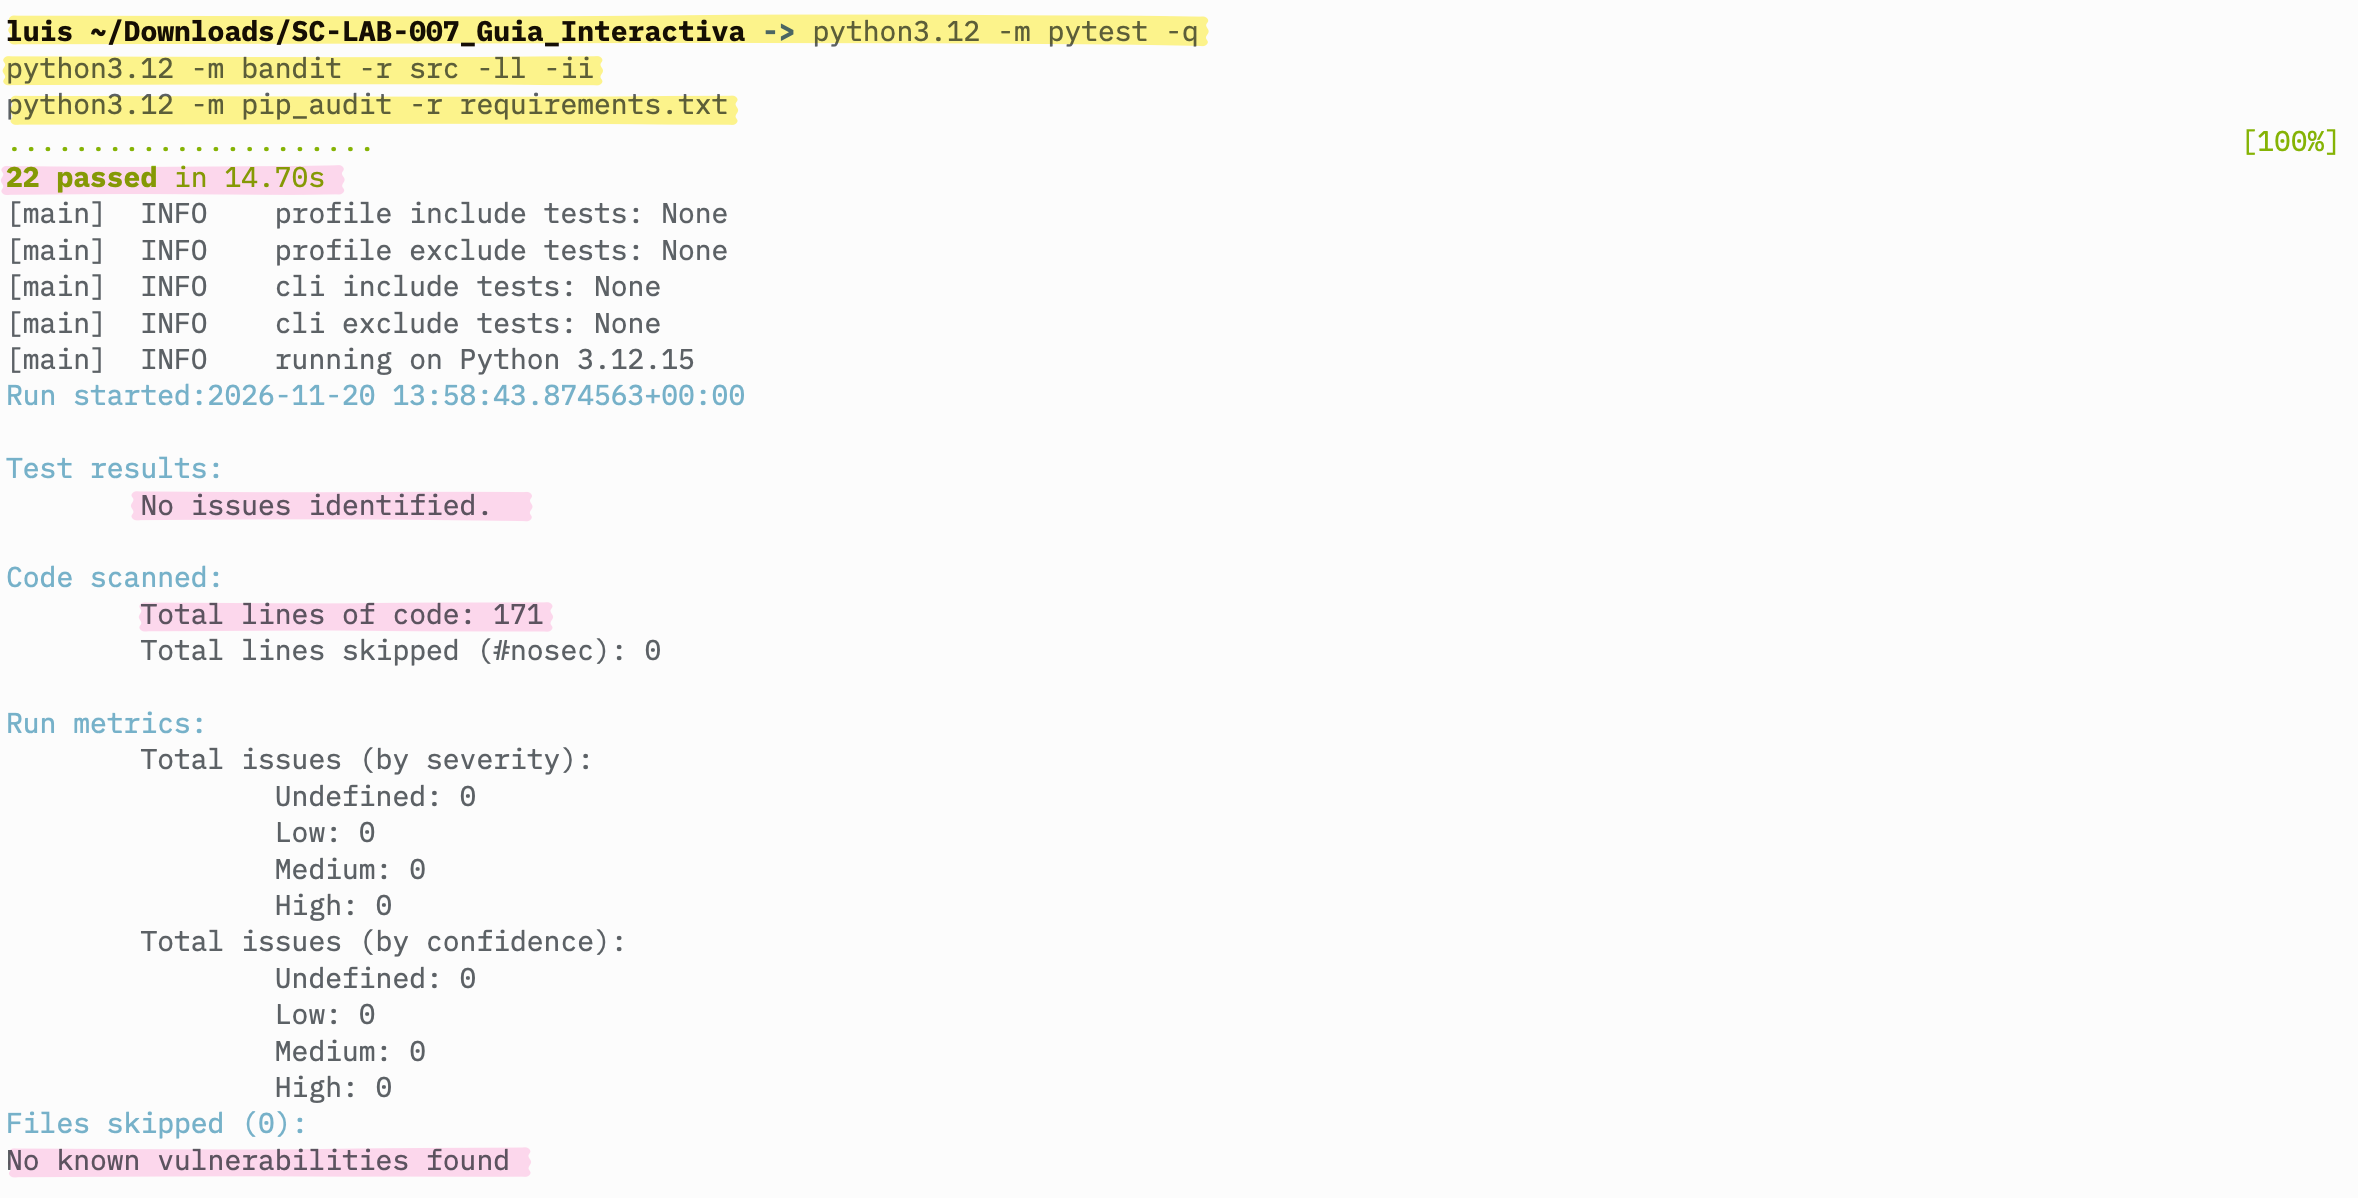 luis ~/Downloads/SC-LAB-007_Guia_Interactiva -> python3.12 -m pytest -q
python3.12 -m bandit -r src -ll -ii
python3.12 -m pip_audit -r requirements.txt
...................... [100%]
22 passed in 14.70s
[main]  INFO    profile include tests: None
[main]  INFO    profile exclude tests: None
[main]  INFO    cli include tests: None
[main]  INFO    cli exclude tests: None
[main]  INFO    running on Python 3.12.15
Run started:2026-11-20 13:58:43.874563+00:00
Test results:
No issues identified.
Code scanned:
Total lines of code: 171
Total lines skipped (#nosec): 0
Run metrics:
Total issues (by severity):
Undefined: 0
Low: 0
Medium: 0
High: 0
Total issues (by confidence):
Undefined: 0
Low: 0
Medium: 0
High: 0
Files skipped (0):
No known vulnerabilities found